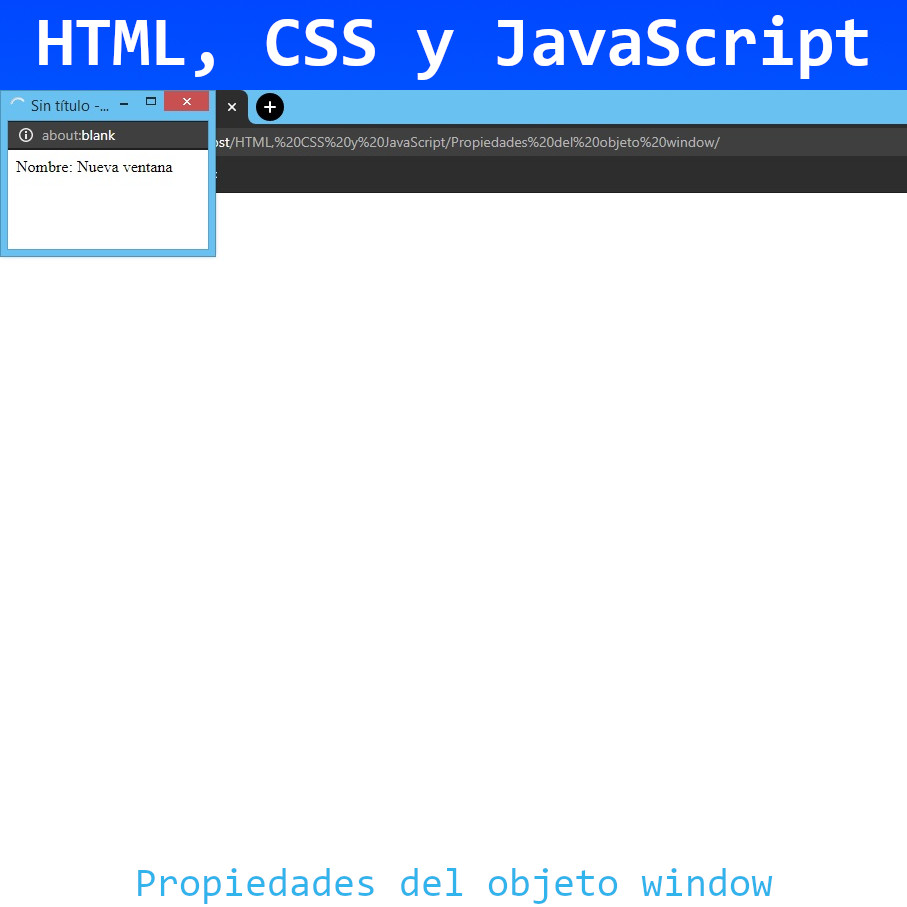 HTML, CSS y JavaScript
Sin título -...
about:blank
ost/HTML,%20CSS%20y%20JavaScript/Propiedades%20del%20objeto%20window/
Nombre: Nueva ventana
Propiedades del objeto window